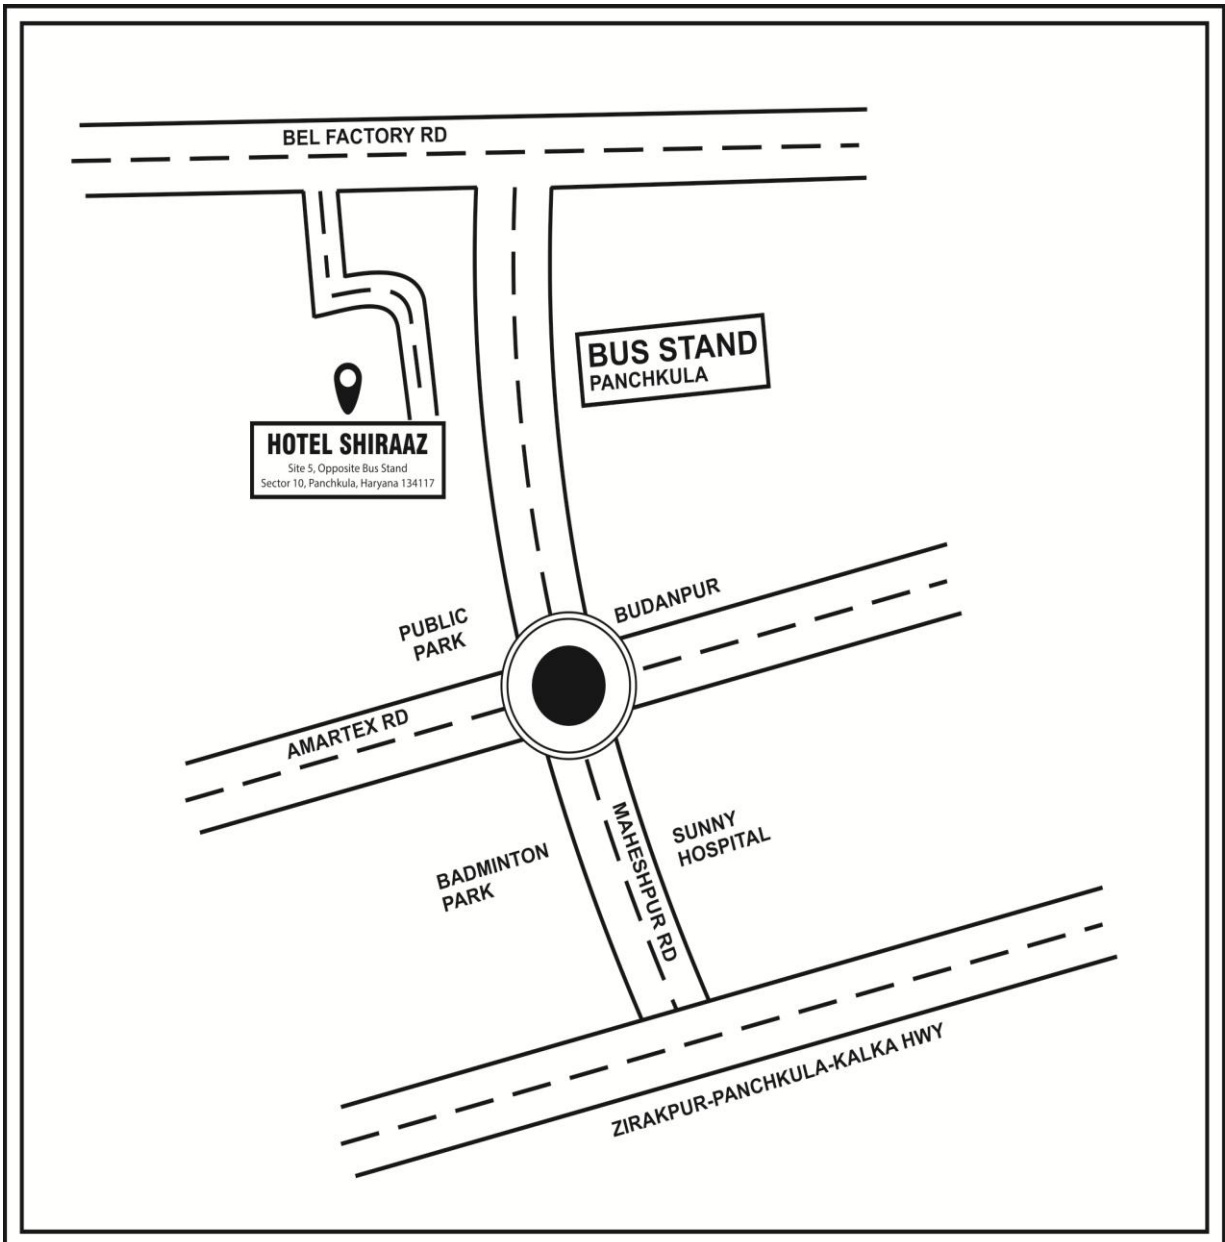 BEL FACTORY RD
BUS STAND
PANCHKULA
HOTEL SHIRAAZ
Site 5, Opposite Bus Stand
Sector 10, Panchkula, Haryana 134117
BUDANPUR
PUBLIC
PARK
AMARTEX RD
MAHESHPUR RD
SUNNY
HOSPITAL
BADMINTON
PARK
ZIRAKPUR-PANCHKULA-KALKA HWY